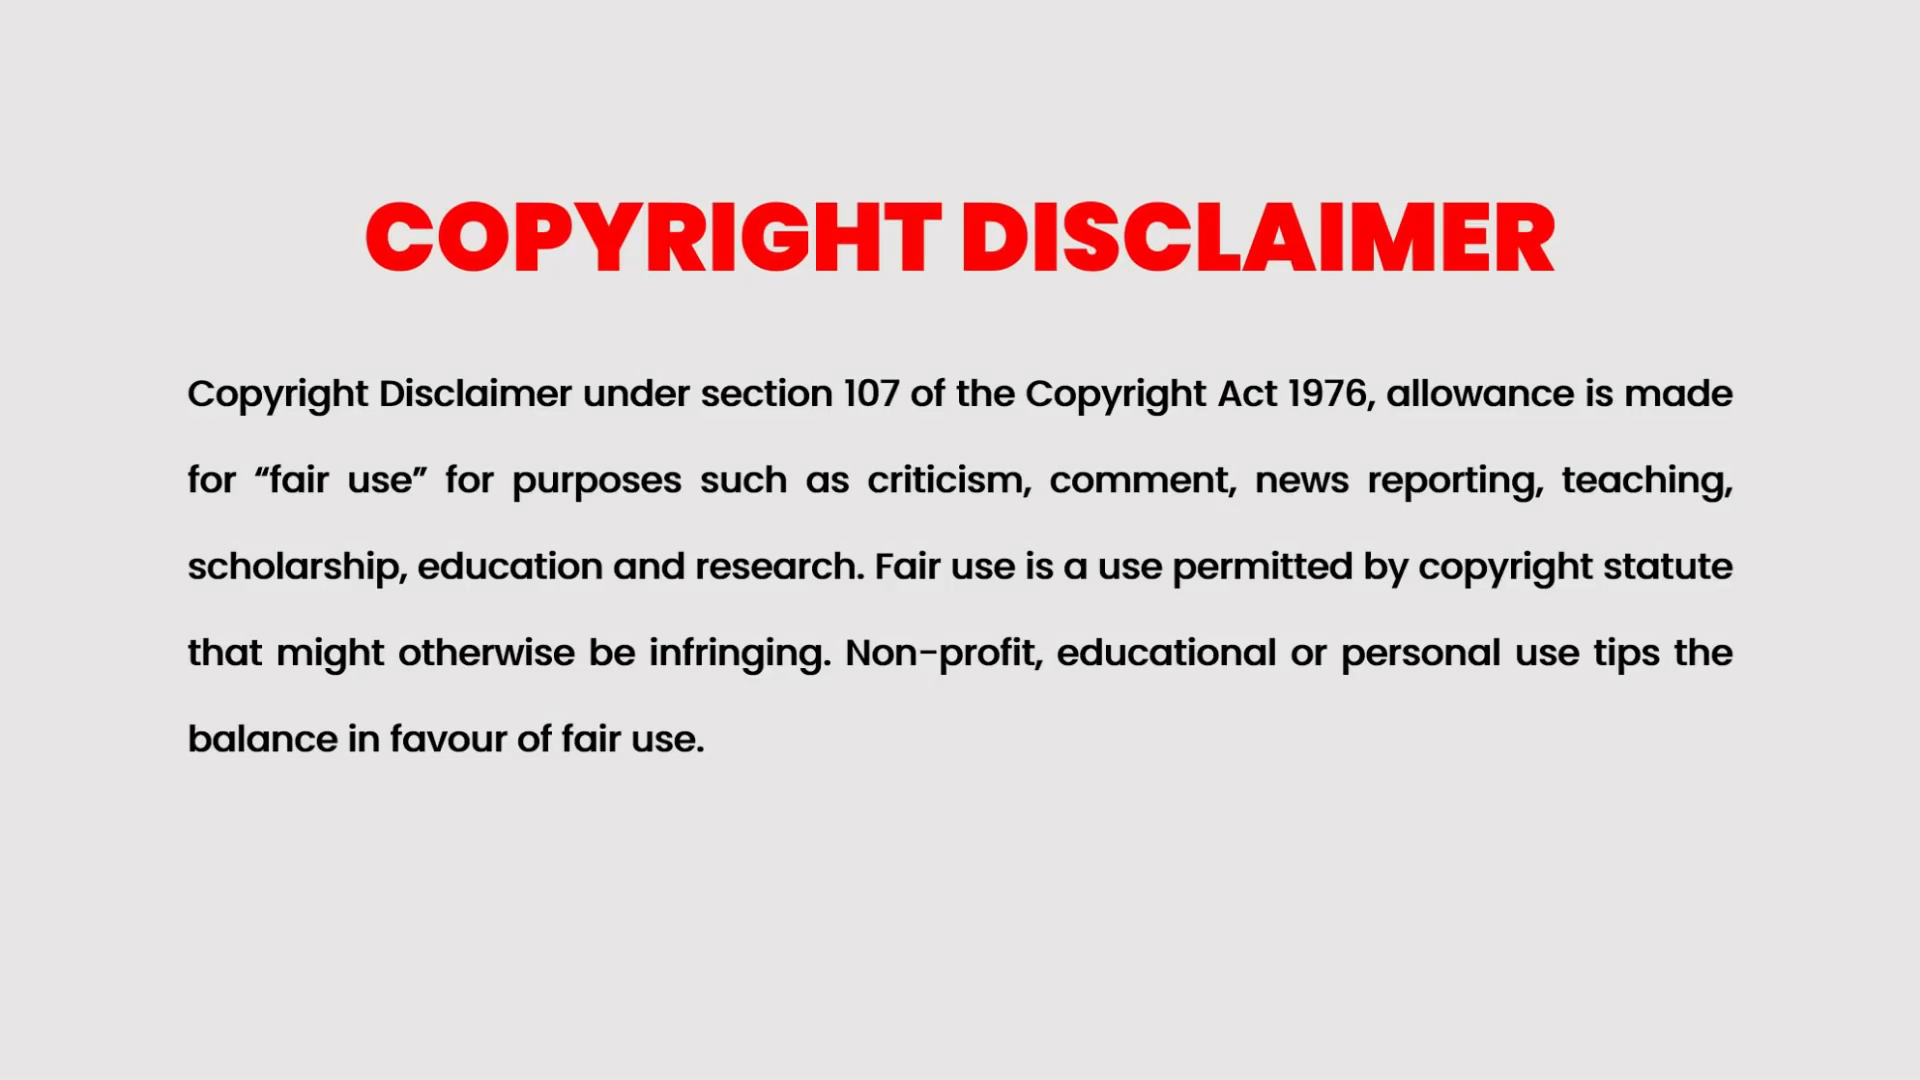 COPYRIGHT DISCLAIMER
Copyright Disclaimer under section 107 of the Copyright Act 1976, allowance is made
for “fair use” for purposes such as criticism, comment, news reporting, teaching,
scholarship, education and research. Fair use is a use permitted by copyright statute
that might otherwise be infringing. Non-profit, educational or personal use tips the
balance in favour of fair use.